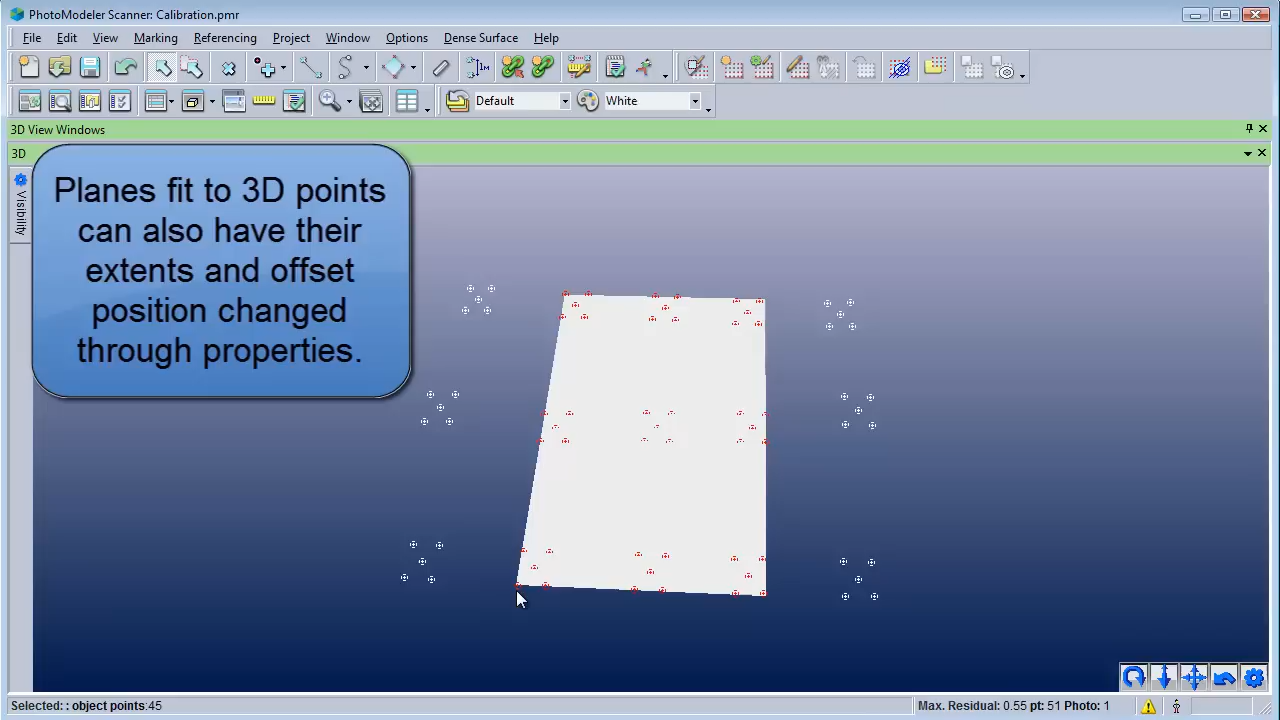 PhotoModeler Scanner: Calibration.pmr
File Edit View Marking Referencing Project Window Options Dense Surface Help
Default White
3D View Windows
3D
Visibility
Planes fit to 3D points
can also have their
extents and offset
position changed
through properties.
Selected: : object points:45
Max. Residual: 0.55 pt: 51 Photo: 1